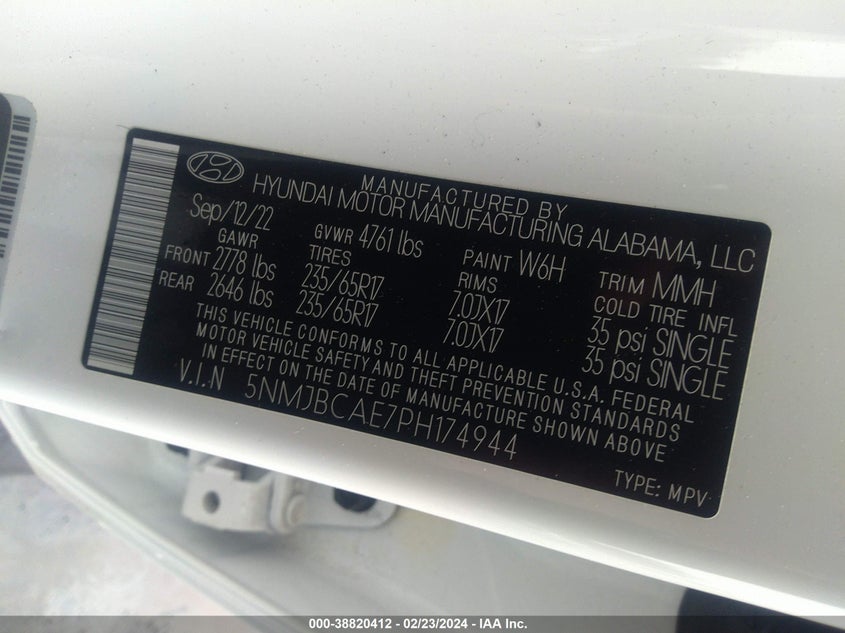 MANUFACTURED BY
HYUNDAI MOTOR MANUFACTURING ALABAMA, LLC
Sep/12/22 GVWR 4761 lbs PAINT W6H TRIM MMH
GAWR TIRES RIMS COLD TIRE INFL
FRONT 2778 lbs 235/65R17 7.0JX17 35 psi SINGLE
REAR 2646 lbs 235/65R17 7.0JX17 35 psi SINGLE
THIS VEHICLE CONFORMS TO ALL APPLICABLE U.S.A. FEDERAL
MOTOR VEHICLE SAFETY AND THEFT PREVENTION STANDARDS
IN EFFECT ON THE DATE OF MANUFACTURE SHOWN ABOVE
V.I.N 5NMJBCAE7PH174944
TYPE: MPV
000-38820412 - 02/23/2024 - IAA Inc.